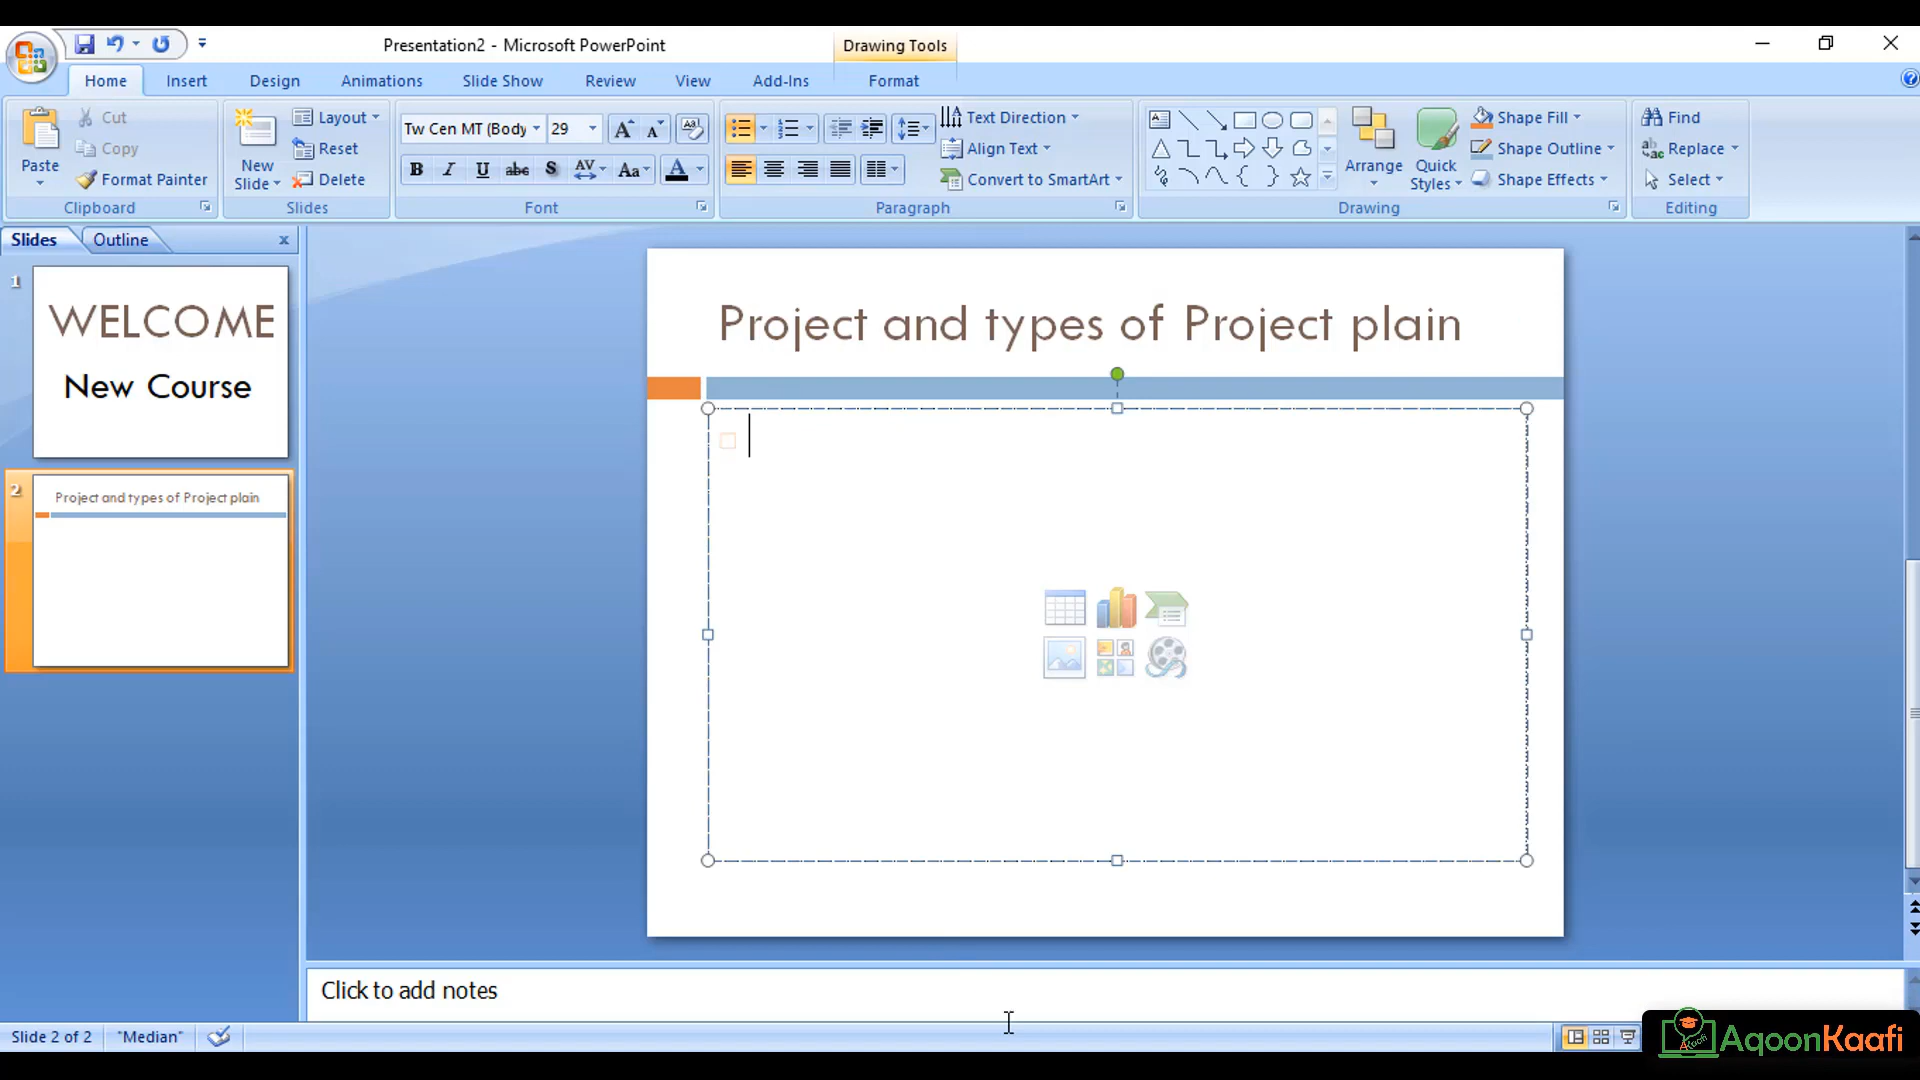 Presentation2 - Microsoft PowerPoint
Drawing Tools
Home Insert Design Animations Slide Show Review View Add-Ins Format
Paste
Cut
Copy
Format Painter
Clipboard
New Slide
Layout
Reset
Delete
Slides
Tw Cen MT (Body 29
B I U abc S AV Aa A
Font
Text Direction
Align Text
Convert to SmartArt
Paragraph
Arrange
Quick Styles
Shape Fill
Shape Outline
Shape Effects
Drawing
Find
Replace
Select
Editing
Slides Outline
1
WELCOME
New Course
2
Project and types of Project plain
Project and types of Project plain
Click to add notes
Slide 2 of 2 "Median"
AqoonKaafi